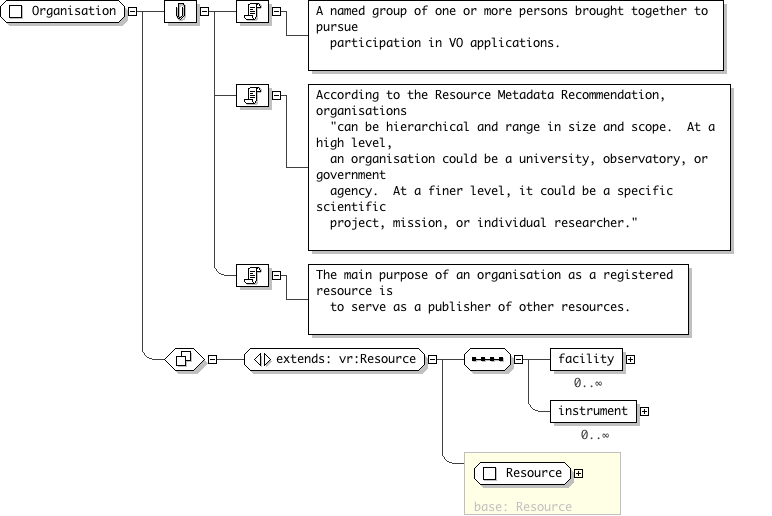 Organisation
A named group of one or more persons brought together to
pursue
participation in VO applications.
According to the Resource Metadata Recommendation,
organisations
"can be hierarchical and range in size and scope.  At a
high level,
an organisation could be a university, observatory, or
government
agency.  At a finer level, it could be a specific
scientific
project, mission, or individual researcher."
The main purpose of an organisation as a registered
resource is
to serve as a publisher of other resources.
extends: vr:Resource
facility
0..∞
instrument
0..∞
Resource
base: Resource